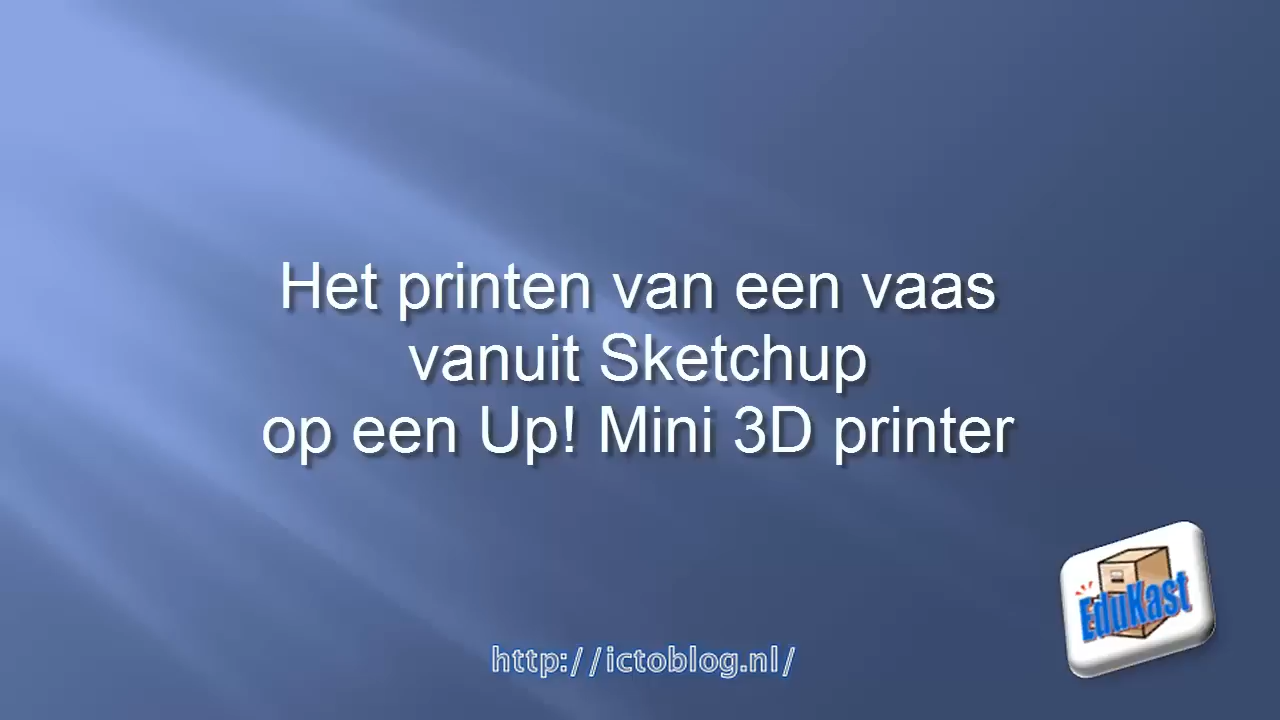 Het printen van een vaas
vanuit Sketchup
op een Up! Mini 3D printer
EduKast
http://ictoblog.nl/